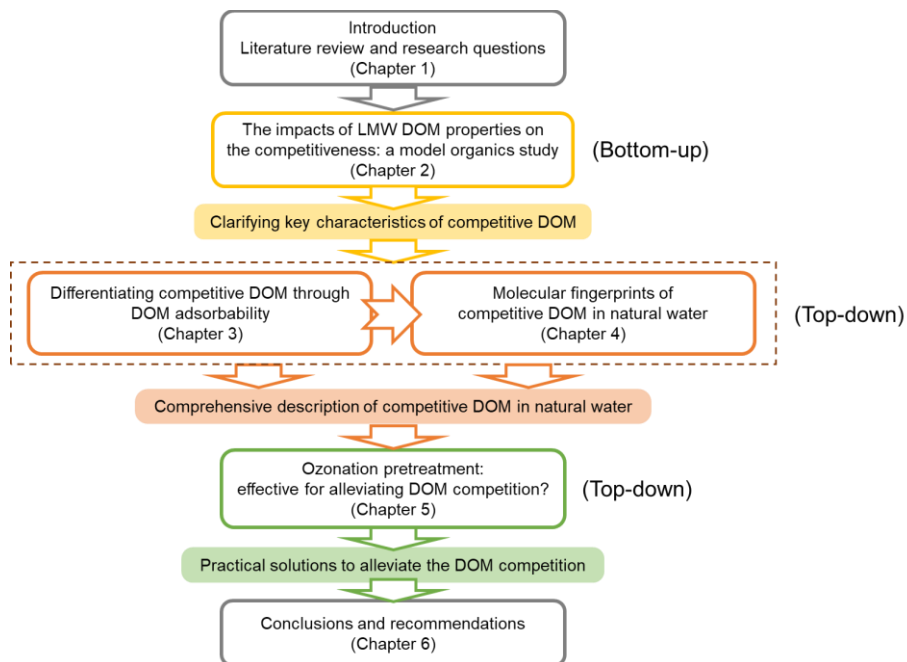 Introduction
Literature review and research questions
(Chapter 1)
The impacts of LMW DOM properties on
the competitiveness: a model organics study
(Chapter 2)
(Bottom-up)
Clarifying key characteristics of competitive DOM
Differentiating competitive DOM through
DOM adsorbability
(Chapter 3)
Molecular fingerprints of
competitive DOM in natural water
(Chapter 4)
(Top-down)
Comprehensive description of competitive DOM in natural water
Ozonation pretreatment:
effective for alleviating DOM competition?
(Chapter 5)
(Top-down)
Practical solutions to alleviate the DOM competition
Conclusions and recommendations
(Chapter 6)